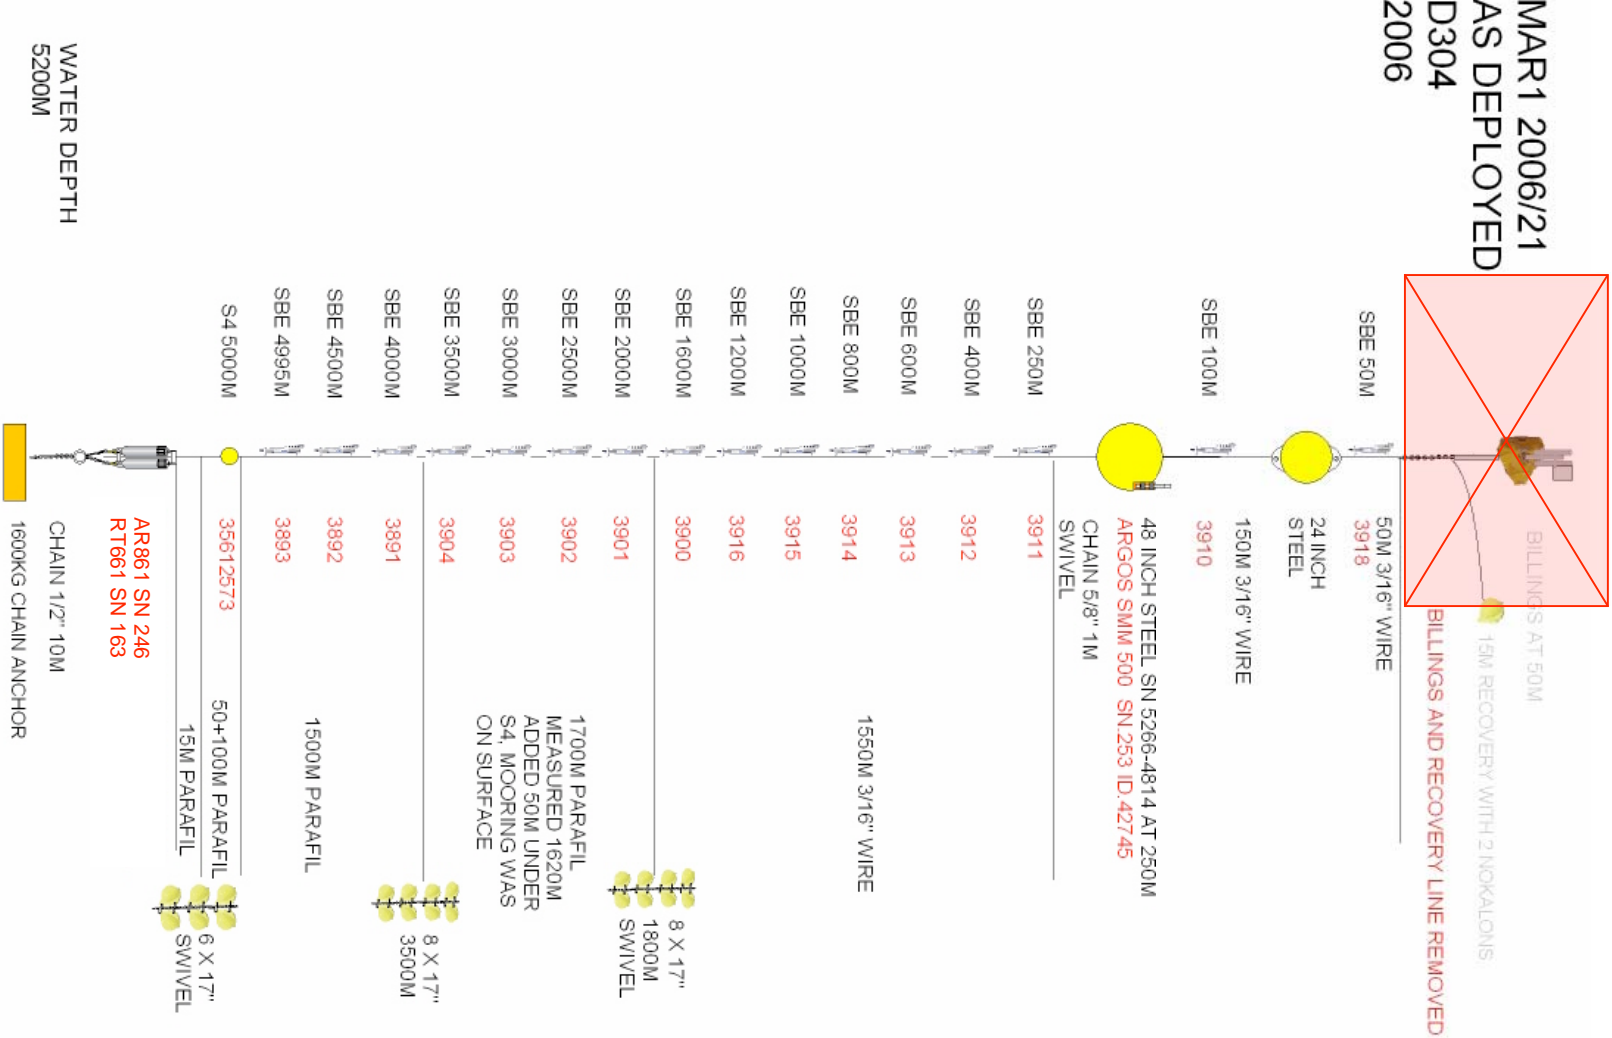 MAR1 2006/21
AS DEPLOYED
D304
2006
BILLINGS AT 50M
15M RECOVERY WITH 2 NOKALONS
BILLINGS AND RECOVERY LINE REMOVED
SBE 50M
50M 3/16" WIRE
3918
24 INCH
STEEL
150M 3/16" WIRE
SBE 100M
3910
48 INCH STEEL SN 5266-4814 AT 250M
ARGOS SMM 500 SN.253 ID.42745
CHAIN 5/8" 1M
SWIVEL
SBE 250M
3911
SBE 400M
3912
SBE 600M
3913
SBE 800M
3914
1550M 3/16" WIRE
SBE 1000M
3915
SBE 1200M
3916
SBE 1600M
3900
8 X 17"
1800M
SWIVEL
SBE 2000M
3901
SBE 2500M
3902
1700M PARAFIL
MEASURED 1620M
ADDED 50M UNDER
S4, MOORING WAS
ON SURFACE
SBE 3000M
3903
SBE 3500M
3904
8 X 17"
3500M
SBE 4000M
3891
SBE 4500M
3892
1500M PARAFIL
SBE 4995M
3893
S4 5000M
35612573
50+100M PARAFIL
6 X 17"
SWIVEL
15M PARAFIL
AR861 SN 246
RT661 SN 163
CHAIN 1/2" 10M
1600KG CHAIN ANCHOR
WATER DEPTH
5200M